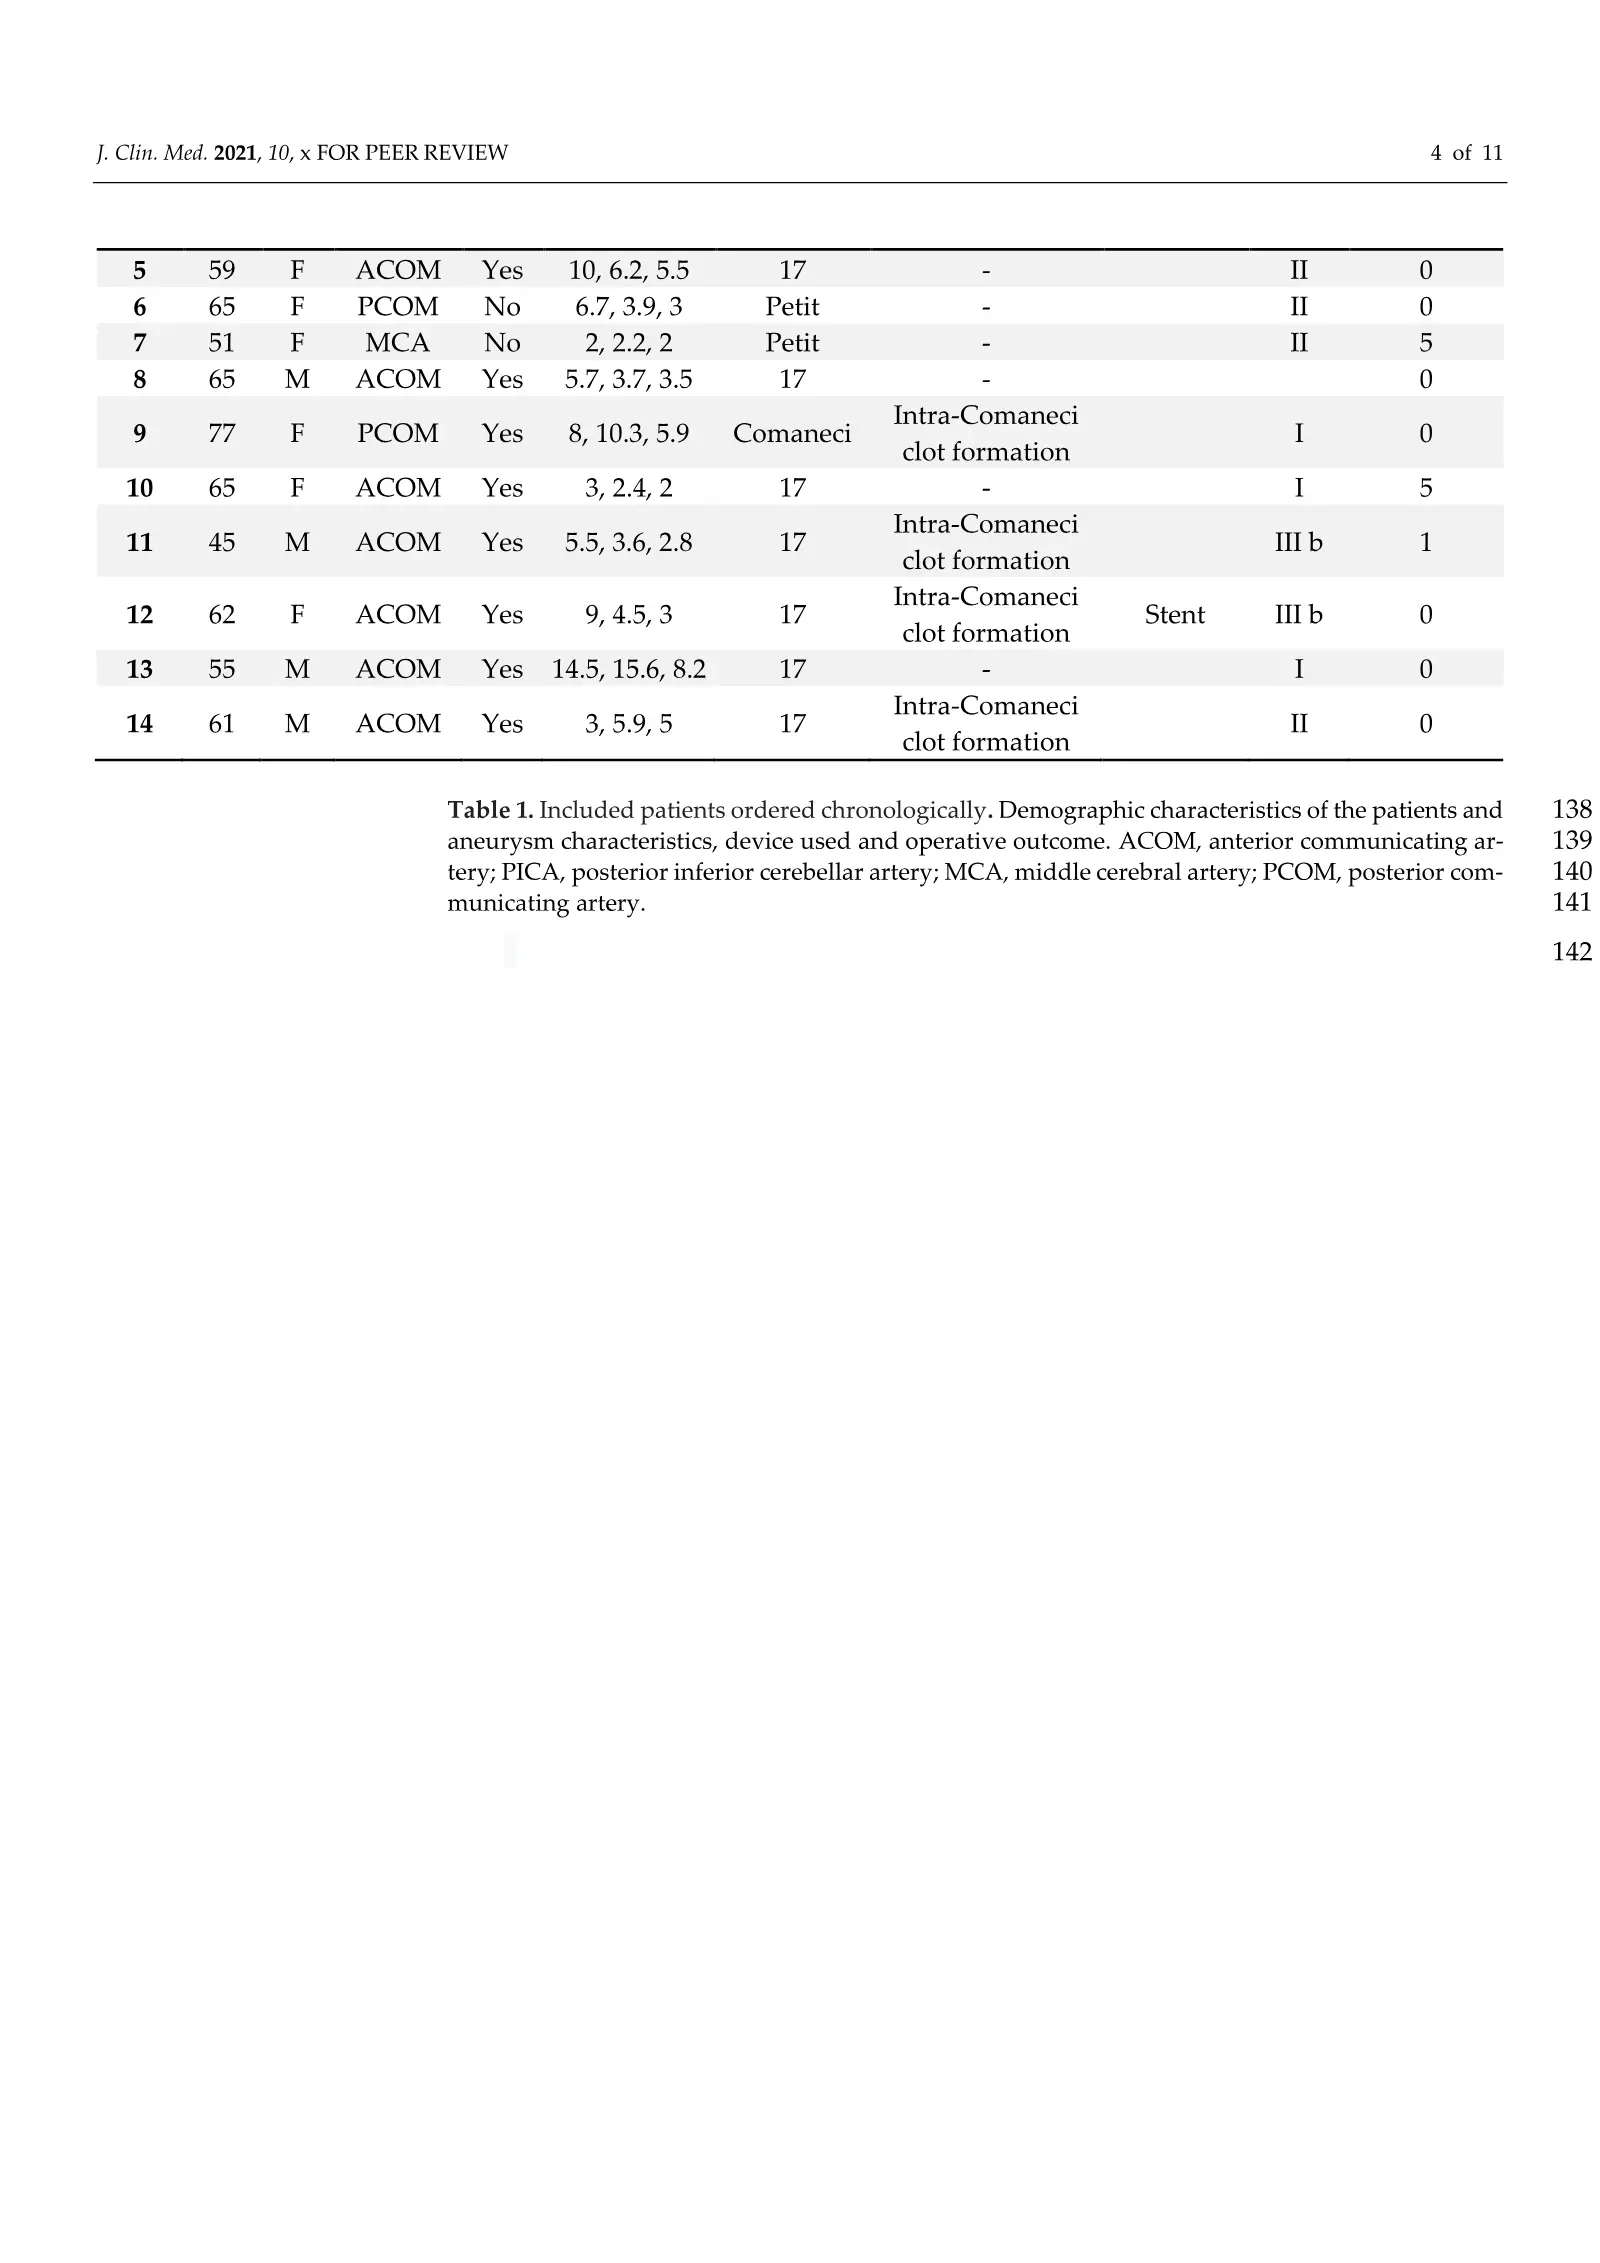 J. Clin. Med. 2021, 10, x FOR PEER REVIEW 4 of 11
5 59 F ACOM Yes 10, 6.2, 5.5 17 - II 0
6 65 F PCOM No 6.7, 3.9, 3 Petit - II 0
7 51 F MCA No 2, 2.2, 2 Petit - II 5
8 65 M ACOM Yes 5.7, 3.7, 3.5 17 - 0
9 77 F PCOM Yes 8, 10.3, 5.9 Comaneci Intra-Comaneci
clot formation I 0
10 65 F ACOM Yes 3, 2.4, 2 17 - I 5
11 45 M ACOM Yes 5.5, 3.6, 2.8 17 Intra-Comaneci
clot formation III b 1
12 62 F ACOM Yes 9, 4.5, 3 17 Intra-Comaneci
clot formation Stent III b 0
13 55 M ACOM Yes 14.5, 15.6, 8.2 17 - I 0
14 61 M ACOM Yes 3, 5.9, 5 17 Intra-Comaneci
clot formation II 0
Table 1. Included patients ordered chronologically. Demographic characteristics of the patients and 138
aneurysm characteristics, device used and operative outcome. ACOM, anterior communicating ar- 139
tery; PICA, posterior inferior cerebellar artery; MCA, middle cerebral artery; PCOM, posterior com- 140
municating artery. 141
142